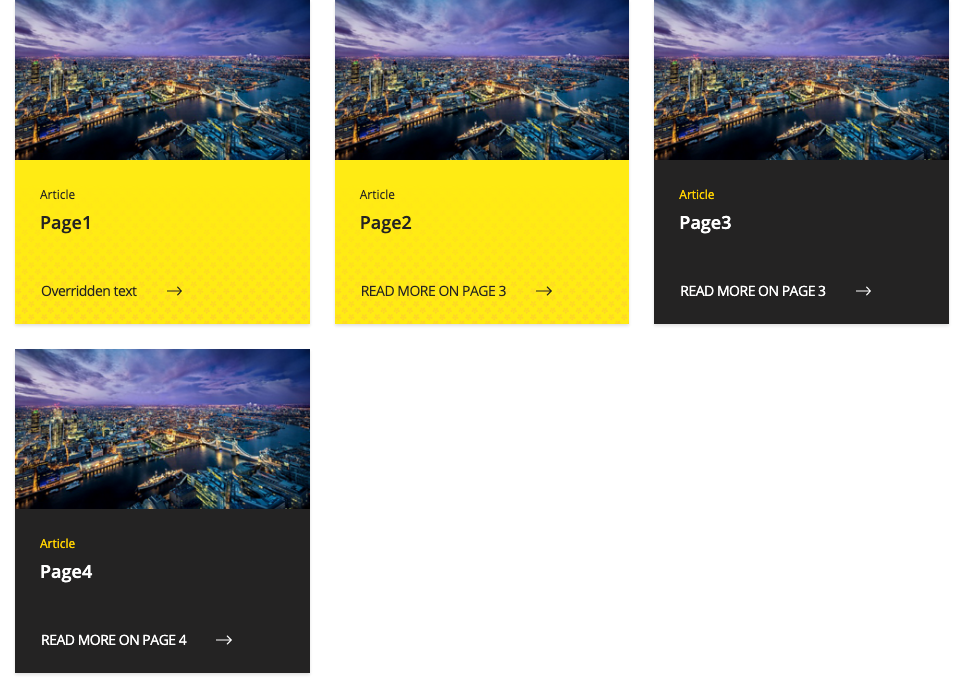 Article
Page1
Overridden text
Article
Page2
READ MORE ON PAGE 3
Article
Page3
READ MORE ON PAGE 3
Article
Page4
READ MORE ON PAGE 4